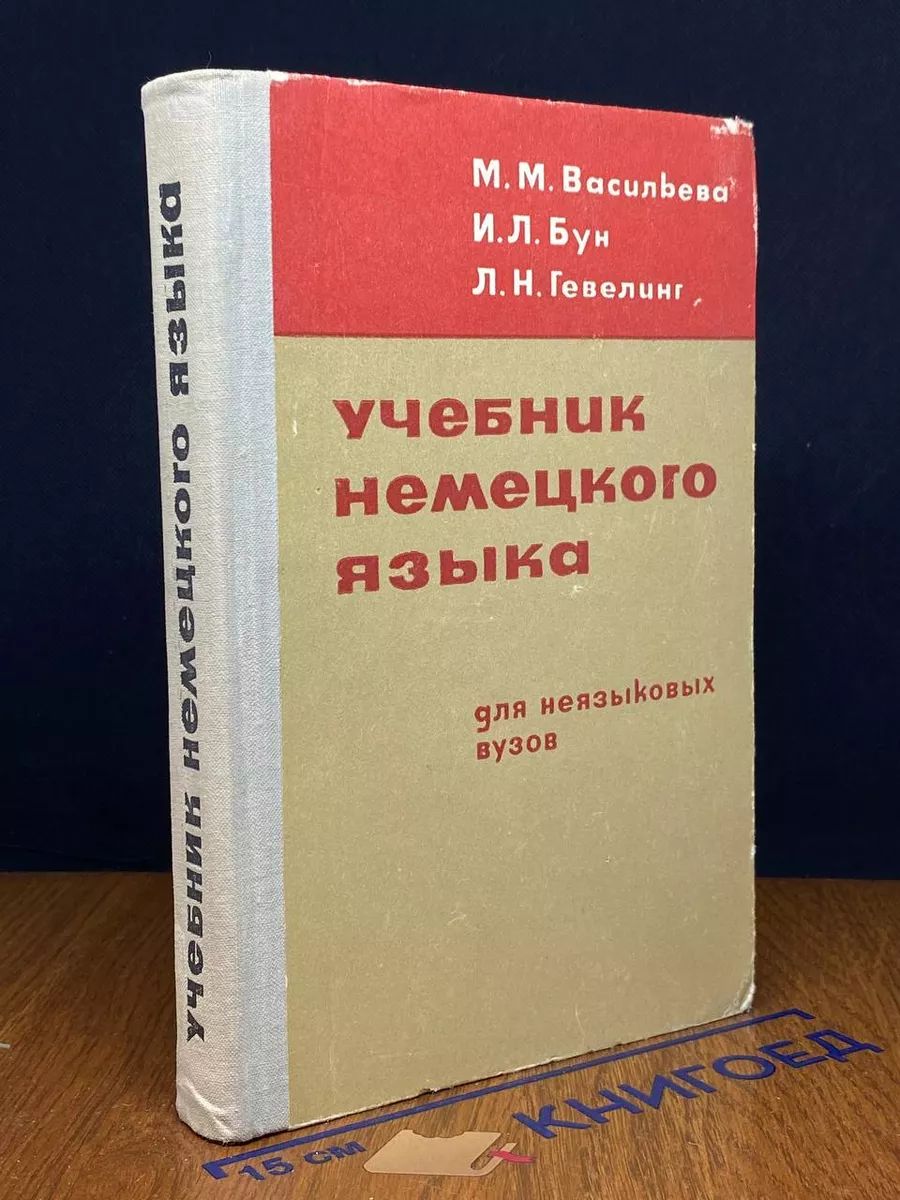 М. М. Васильева
И. Л. Бун
Л. Н. Гевелинг
учебник
немецкого
языка
для неязыковых
вузов
учебник немецкого языка
15 см
КНИГОЕД